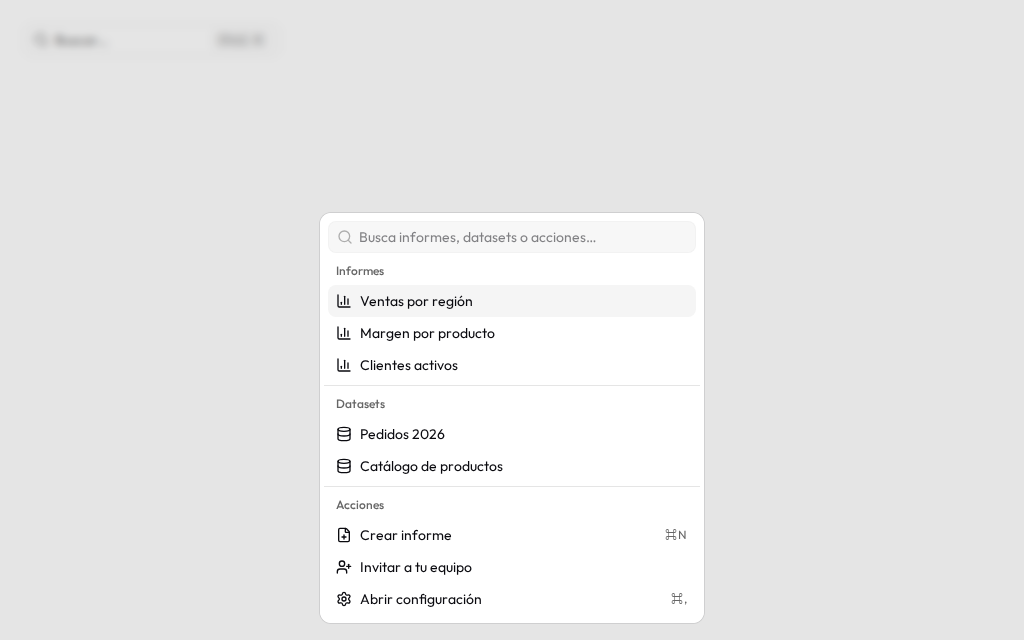 Buscar...
Busca informes, datasets o acciones...
Informes
Ventas por región
Margen por producto
Clientes activos
Datasets
Pedidos 2026
Catálogo de productos
Acciones
Crear informe ⌘N
Invitar a tu equipo
Abrir configuración ⌘,